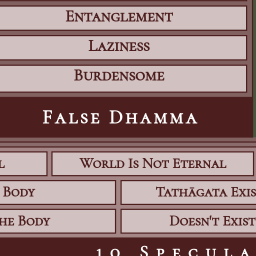 Entanglement
Laziness
Burdensome
False Dhamma
l World Is Not Eternal
Body Tathāgata Exis
he Body Doesn't Exist
10 Specula